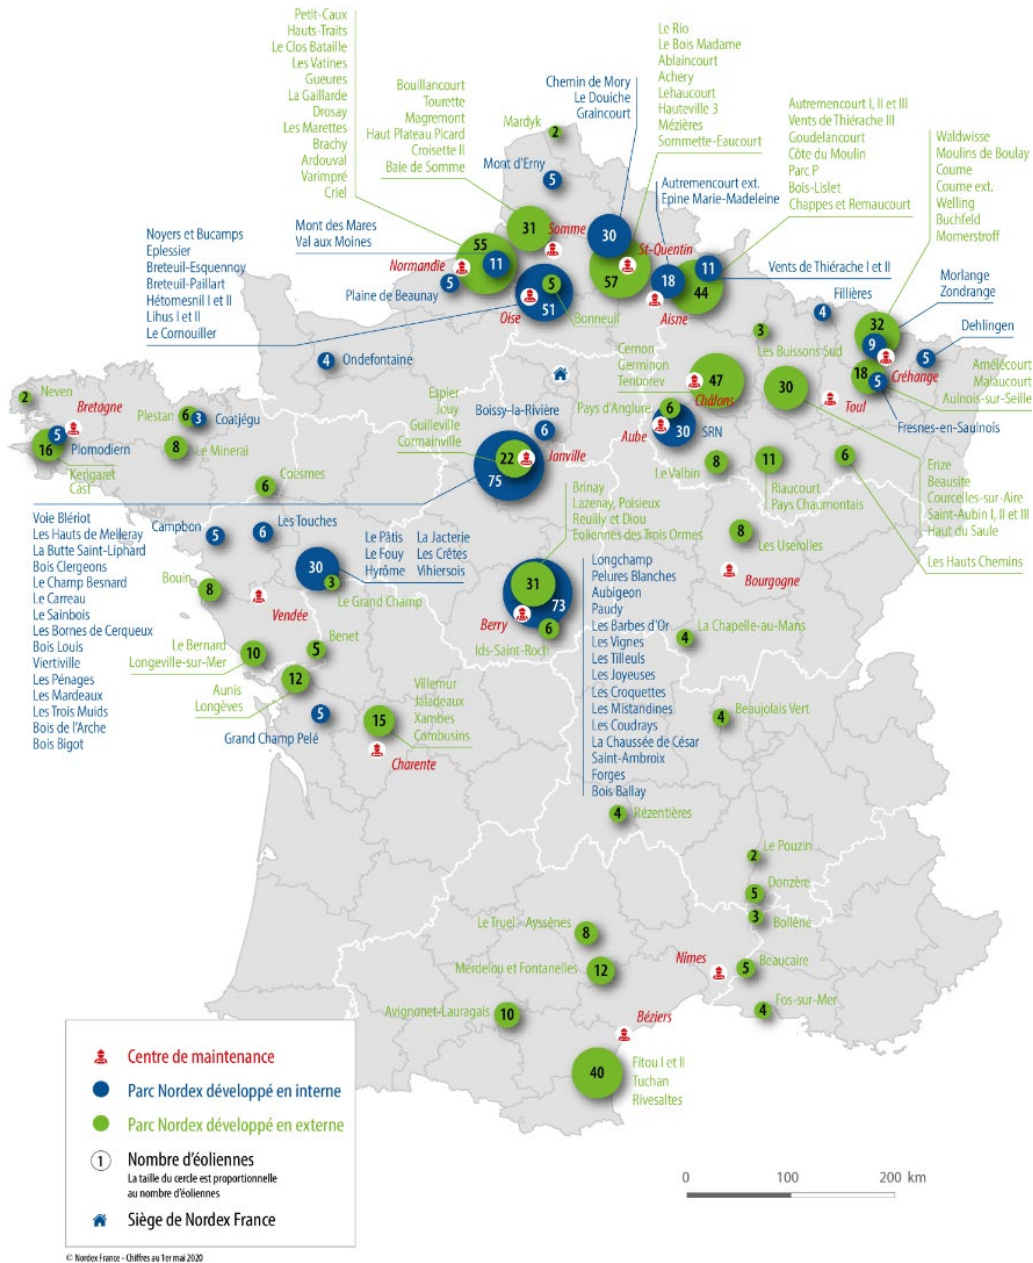 Petit-Caux
Hauts-Traits
Le Clos Bataille
Les Vatines
Gueures
La Gaillarde
Drosay
Les Marettes
Brachy
Ardouval
Varimpré
Criel
Bouillancourt
Tourette
Magremont
Haut Plateau Picard
Croisette II
Baie de Somme
Mardyk
2
Mont d'Erny
5
Chemin de Mory
Le Douiche
Graincourt
Le Rio
Le Bois Madame
Ablaincourt
Achery
Lehaucourt
Hauteville 3
Mézières
Sommette-Eaucourt
Autremencourt ext.
Epine Marie-Madeleine
Autremencourt I, II et III
Vents de Thiérache III
Goudelancourt
Côte du Moulin
Parc P
Bois-Lislet
Chappes et Remaucourt
Waldwisse
Moulins de Boulay
Coume
Coume ext.
Welling
Buchfeld
Momerstroff
Noyers et Bucamps
Eplessier
Breteuil-Esquennoy
Breteuil-Paillart
Hétomesnil I et II
Lihus I et II
Le Cornouiller
Mont des Mares
Val aux Moines
31
Somme
30
St-Quentin
57
55
11
Normandie
5
Plaine de Beaunay
5
51
Oise
Bonneuil
18
11
44
Aisne
Vents de Thiérache I et II
Fillières
4
Morlange
Zondrange
32
9
Dehlingen
5
Créhange
18
5
Amélécourt
Malaucourt
Aulnois-sur-Seille
Fresnes-en-Saulnois
3
Les Buissons Sud
4
Ondefontaine
Cernon
Germinon
Tenborev
47
Châlons
30
Toul
Neven
2
Bretagne
5
Plomodiern
16
Kerigaret
Cast
Plestan
6
3
Coatjégu
8
Le Minerai
Coësmes
6
Espier
Jouy
Guilleville
Cormainville
Boissy-la-Rivière
6
22
75
Janville
Pays d'Anglure
6
30
Aube
SRN
Le Valbin
8
11
Riaucourt
Pays Chaumontais
6
Erize
Beausite
Courcelles-sur-Aire
Saint-Aubin I, II et III
Haut du Saule
Les Hauts Chemins
Voie Blériot
Les Hauts de Melleray
La Butte Saint-Liphard
Bois Clergeons
Le Champ Besnard
Le Carreau
Le Sainbois
Les Bornes de Cerqueux
Bois Louis
Viertiville
Les Pénages
Les Mardeaux
Les Trois Muids
Bois de l'Arche
Bois Bigot
Campbon
5
Les Touches
6
30
3
Le Grand Champ
Le Pâtis
Le Fouy
Hyrôme
La Jacterie
Les Crêtes
Vihiersois
Brinay
Lazenay, Poisieux
Reuilly et Diou
Eoliennes des Trois Ormes
8
Les Userolles
Bourgogne
Bouin
8
Vendée
31
73
Berry
6
Ids-Saint-Roch
Longchamp
Pelures Blanches
Aubigeon
Paudy
Les Barbes d'Or
Les Vignes
Les Tilleuls
Les Joyeuses
Les Croquettes
Les Mistandines
Les Coudrays
La Chaussée de César
Saint-Ambroix
Forges
Bois Ballay
La Chapelle-au-Mans
4
Le Bernard
Longeville-sur-Mer
10
Benet
5
12
Aunis
Longèves
5
Grand Champ Pelé
15
Villemur
Jaladeaux
Xambes
Combusins
Charente
Beaujolais Vert
4
4
Rézentières
Le Pouzin
2
Donzère
5
3
Bollène
Le Truel - Ayssènes
8
Merdelou et Fontanelles
12
Nîmes
Beaucaire
5
Fos-sur-Mer
4
Avignonet-Lauragais
10
Béziers
40
Fitou I et II
Tuchan
Rivesaltes
Centre de maintenance
Parc Nordex développé en interne
Parc Nordex développé en externe
1
Nombre d'éoliennes
La taille du cercle est proportionnelle
au nombre d'éoliennes
Siège de Nordex France
0 100 200 km
© Nordex France - Chiffres au 1er mai 2020